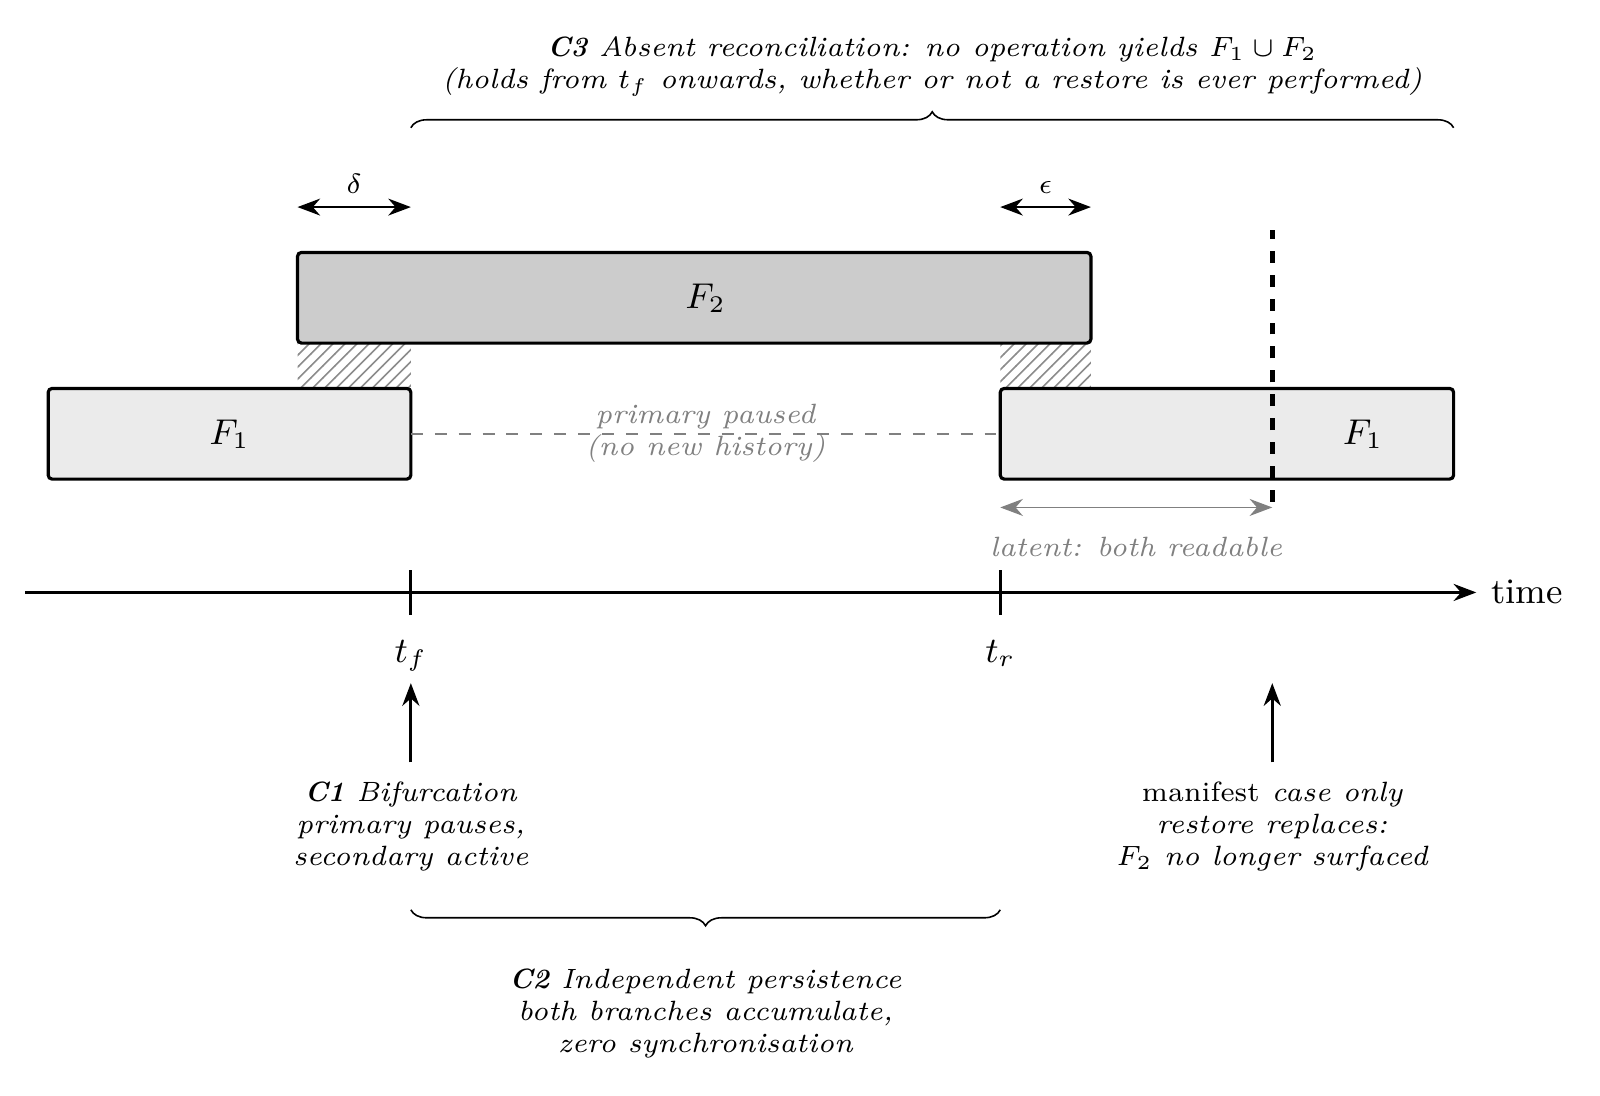 C3 Absent reconciliation: no operation yields F₁ ∪ F₂
(holds from t_f onwards, whether or not a restore is ever performed)
δ
ϵ
F₂
F₁
primary paused
(no new history)
F₁
latent: both readable
time
t_f
t_r
C1 Bifurcation
primary pauses,
secondary active
manifest case only
restore replaces:
F₂ no longer surfaced
C2 Independent persistence
both branches accumulate,
zero synchronisation